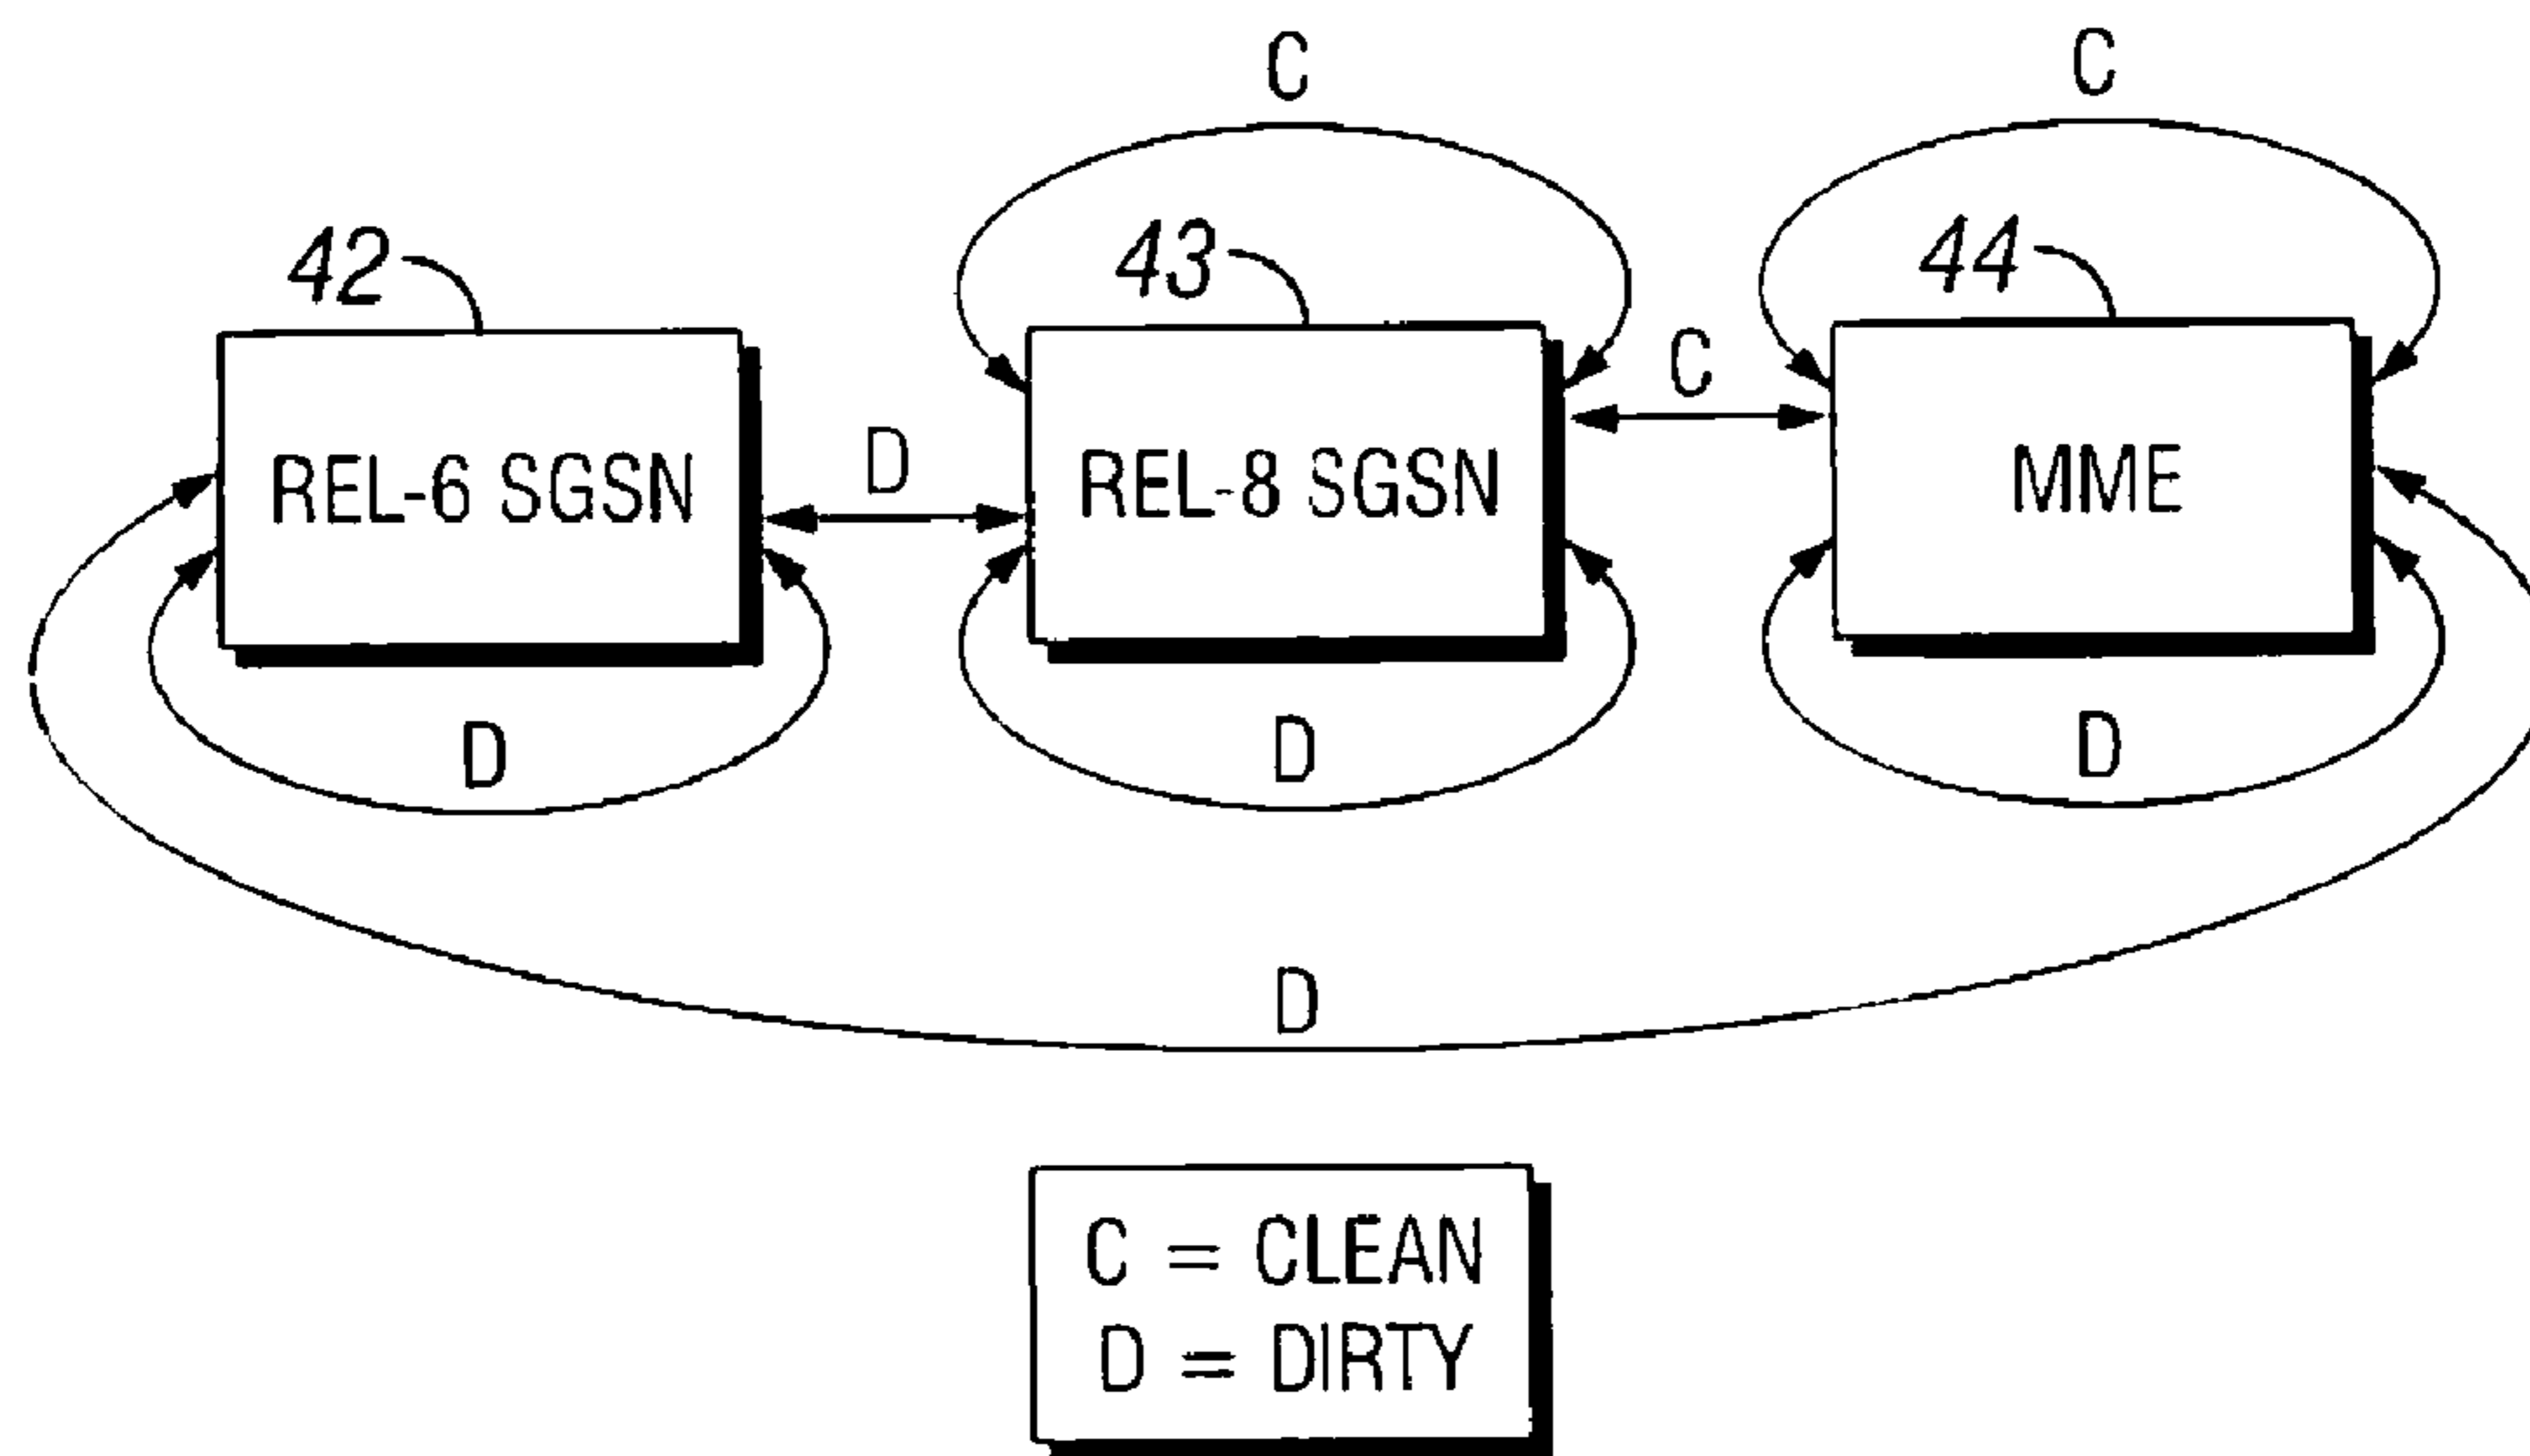 C
C
42
43
44
C
D
REL-6 SGSN
REL-8 SGSN
MME
D
D
D
D
C = CLEAN
D = DIRTY